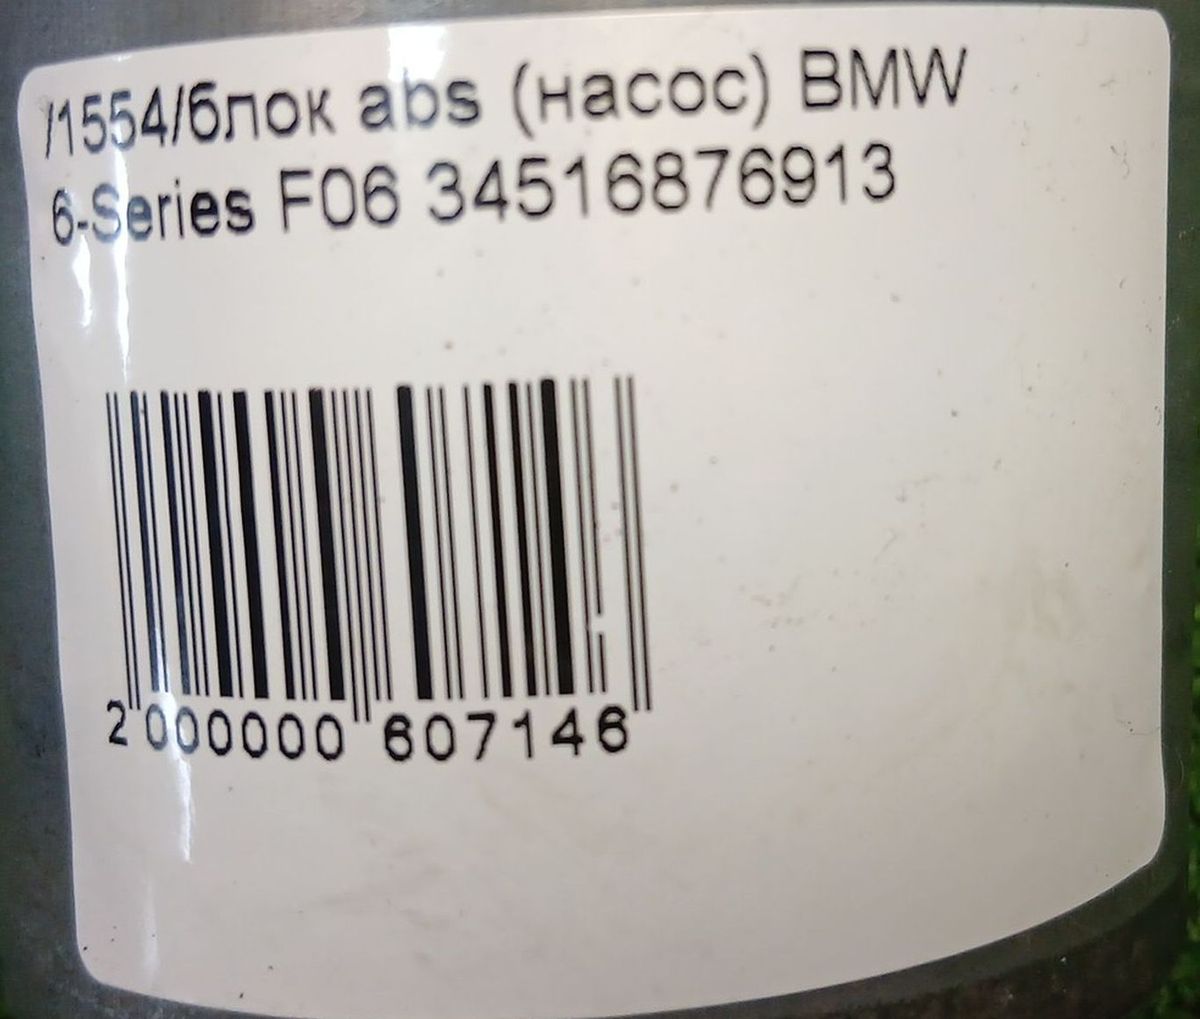 /1554/блок abs (насос) BMW
6-Series F06 34516876913
2 000000 607146